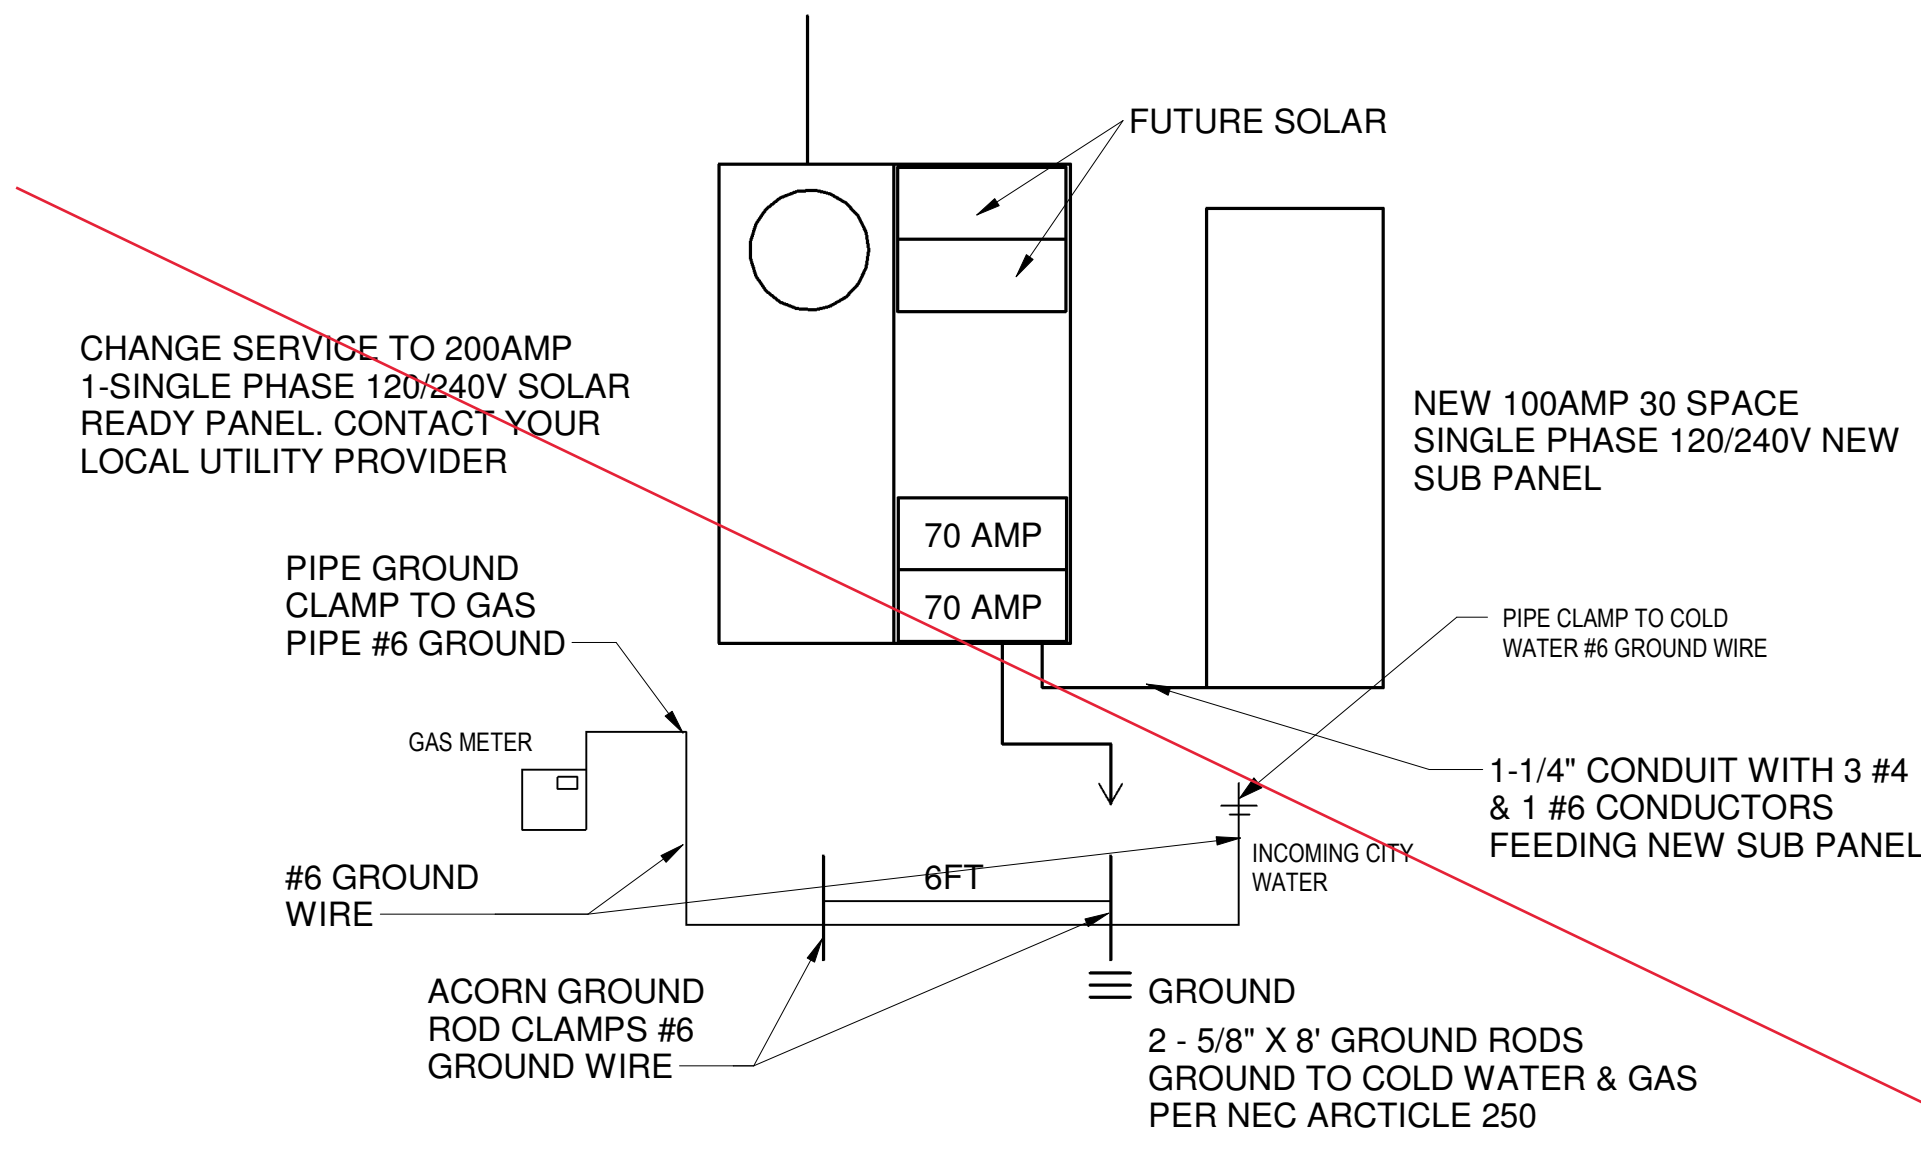 FUTURE SOLAR
CHANGE SERVICE TO 200AMP
1-SINGLE PHASE 120/240V SOLAR
READY PANEL. CONTACT YOUR
LOCAL UTILITY PROVIDER
NEW 100AMP 30 SPACE
SINGLE PHASE 120/240V NEW
SUB PANEL
70 AMP
70 AMP
PIPE GROUND
CLAMP TO GAS
PIPE #6 GROUND
PIPE CLAMP TO COLD
WATER #6 GROUND WIRE
GAS METER
1-1/4" CONDUIT WITH 3 #4
& 1 #6 CONDUCTORS
FEEDING NEW SUB PANEL
#6 GROUND
WIRE
6FT
INCOMING CITY
WATER
ACORN GROUND
ROD CLAMPS #6
GROUND WIRE
GROUND
2 - 5/8" X 8' GROUND RODS
GROUND TO COLD WATER & GAS
PER NEC ARCTICLE 250